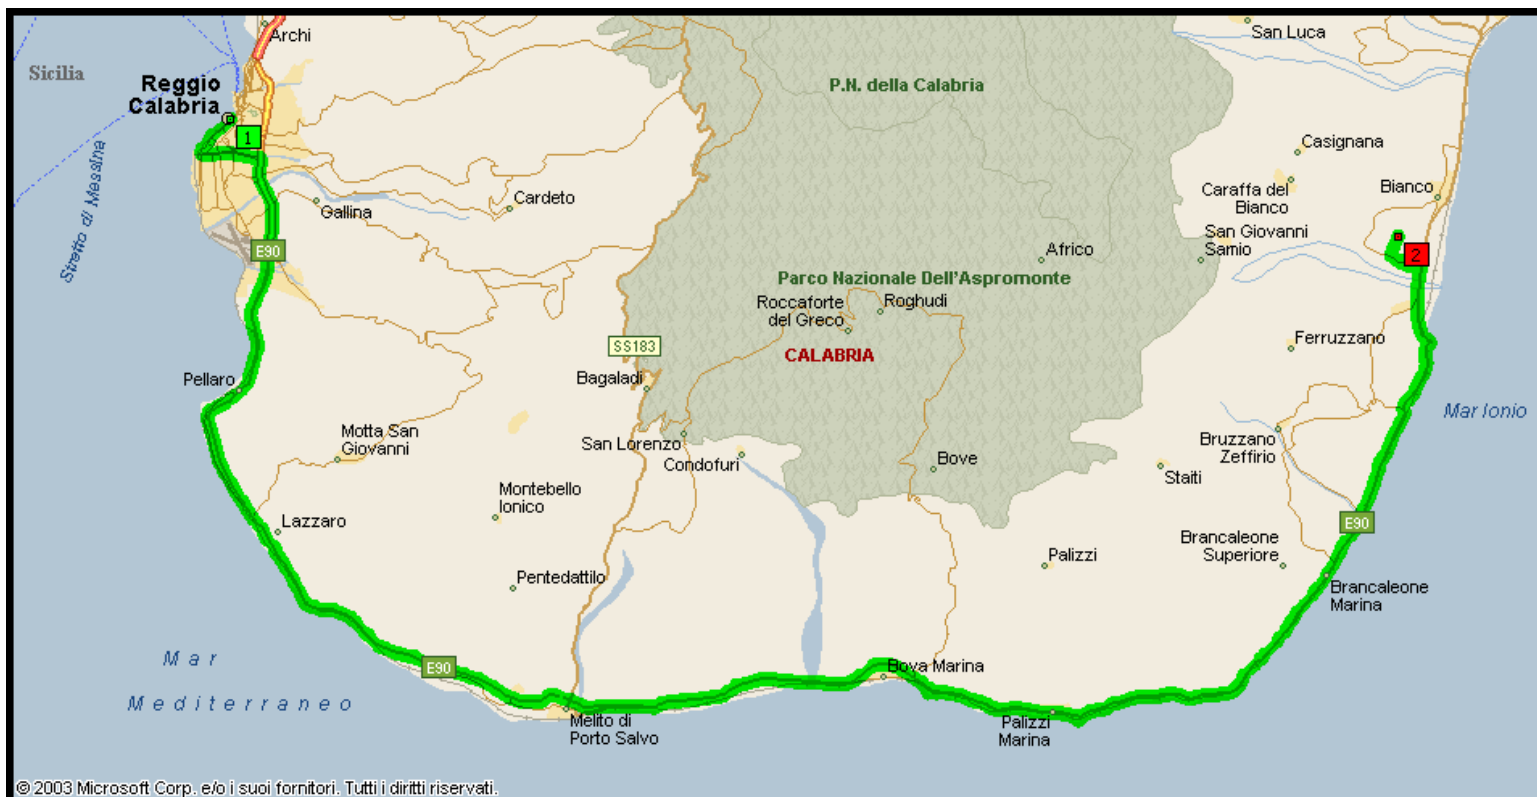 Archi
San Luca
Sicilia
Reggio
Calabria
P.N. della Calabria
1
Stretto di Messina
Casignana
Caraffa del
Bianco
Bianco
Gallina
Cardeto
San Giovanni
Samio
E90
Africo
2
Parco Nazionale Dell'Aspromonte
Roccaforte
del Greco
Roghudi
SS183
CALABRIA
Ferruzzano
Pellaro
Bagaladi
Mar Ionio
Motta San
Giovanni
San Lorenzo
Condofuri
Bove
Bruzzano
Zeffirio
Staiti
Montebello
Ionico
Lazzaro
E90
Palizzi
Brancaleone
Superiore
Pentedattilo
Brancaleone
Marina
Mar
Mediterraneo
E90
Bova Marina
Melito di
Porto Salvo
Palizzi
Marina
© 2003 Microsoft Corp. e/o i suoi fornitori. Tutti i diritti riservati.